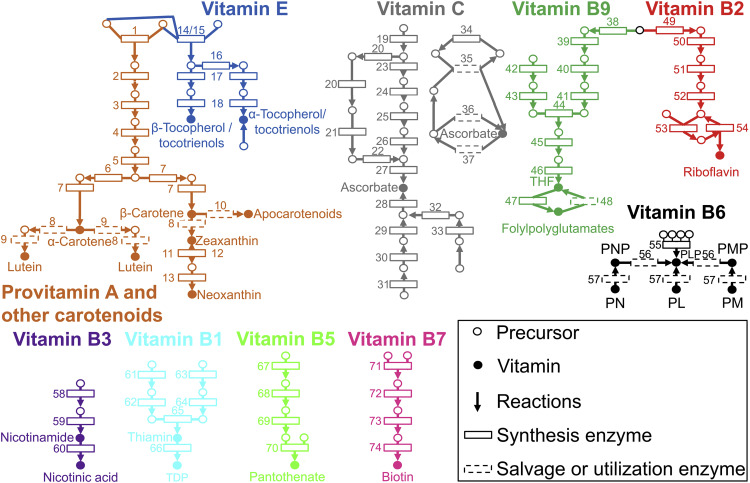 Vitamin E
Vitamin C
Vitamin B9
Vitamin B2
1
14/15
16
2
17
3
18
4
β-Tocopherol /
tocotrienols
α-Tocopherol/
tocotrienols
5
6
7
7
7
8
9
9
α-Carotene
8
Lutein
Lutein
β-Carotene
10
Apocarotenoids
8
Zeaxanthin
11
12
13
Neoxanthin
Provitamin A and
other carotenoids
19
20
23
20
24
25
21
26
22
27
Ascorbate
28
32
29
33
30
31
34
35
36
Ascorbate
37
38
39
42
40
43
41
44
45
46
THF
47
48
Folylpolyglutamates
49
50
51
52
53
54
Riboflavin
Vitamin B6
55
PNP
56
PLP
56
PMP
57
57
57
PN
PL
PM
Vitamin B3
Vitamin B1
Vitamin B5
Vitamin B7
58
59
Nicotinamide
60
Nicotinic acid
61
63
62
64
65
Thiamin
66
TDP
67
68
69
70
Pantothenate
71
72
73
74
Biotin
Precursor
Vitamin
Reactions
Synthesis enzyme
Salvage or utilization enzyme